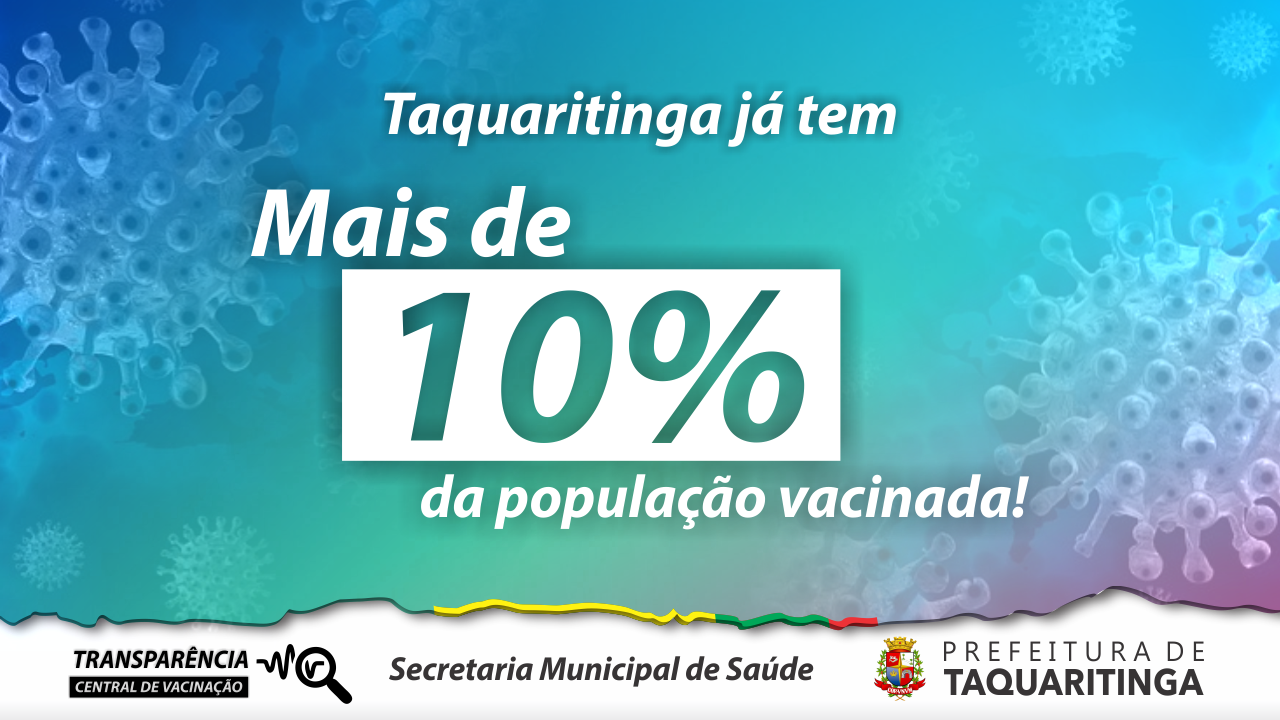 Taquaritinga já tem
Mais de
10%
da população vacinada!
TRANSPARÊNCIA
CENTRAL DE VACINAÇÃO
Secretaria Municipal de Saúde
PREFEITURA DE
TAQUARITINGA